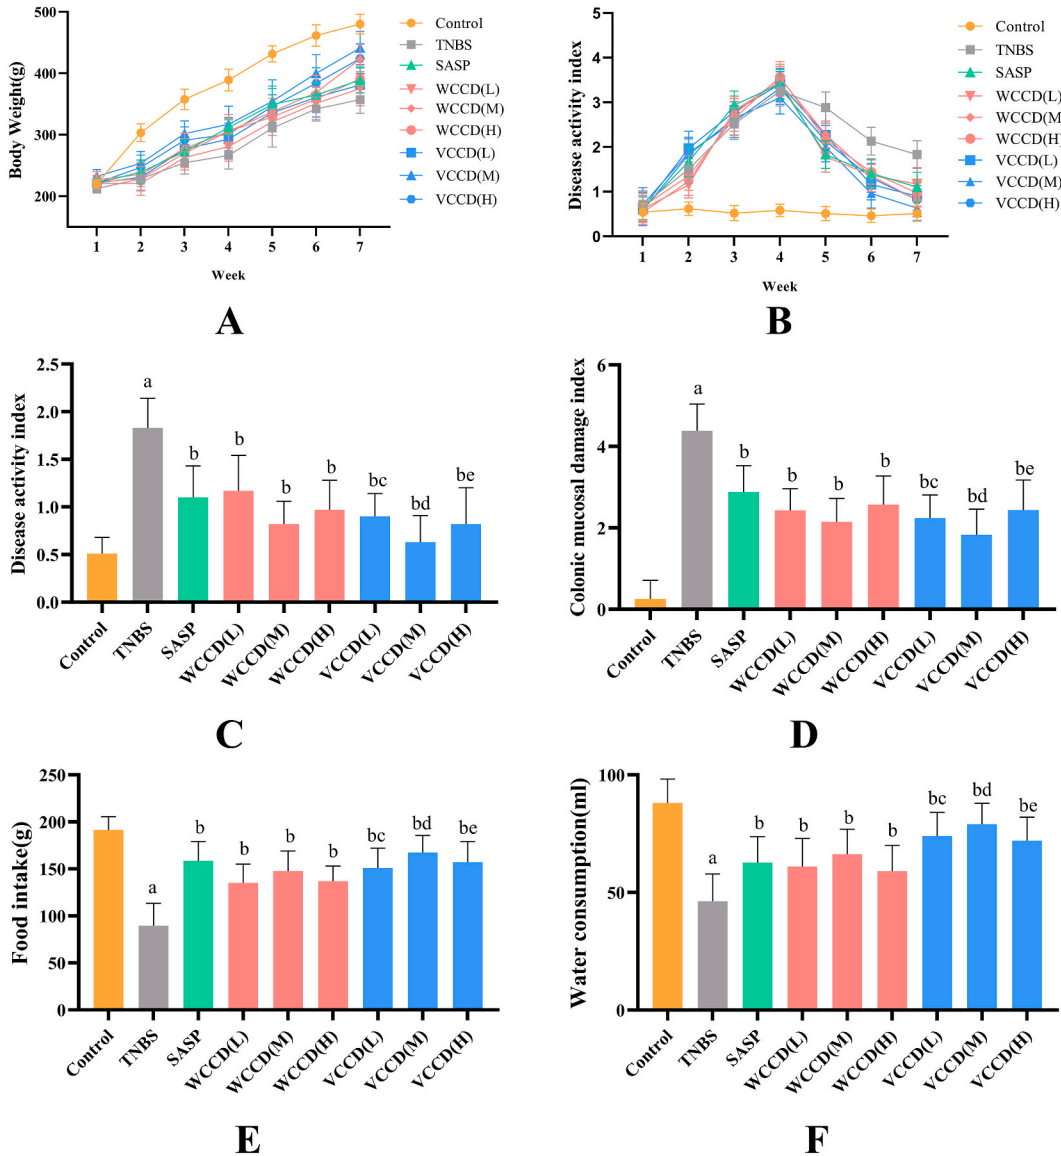 500
400
300
200
Body Weight(g)
1 2 3 4 5 6 7
Week
Control
TNBS
SASP
WCCD(L)
WCCD(M)
WCCD(H)
VCCD(L)
VCCD(M)
VCCD(H)
A
5
4
3
2
1
0
Disease activity index
1 2 3 4 5 6 7
Week
Control
TNBS
SASP
WCCD(L)
WCCD(M)
WCCD(H)
VCCD(L)
VCCD(M)
VCCD(H)
B
2.5
2.0
1.5
1.0
0.5
0.0
Disease activity index
a b b b b bc bd be
Control TNBS SASP WCCD(L) WCCD(M) WCCD(H) VCCD(L) VCCD(M) VCCD(H)
C
6
4
2
0
Colonic mucosal damage index
a b b b b bc bd be
Control TNBS SASP WCCD(L) WCCD(M) WCCD(H) VCCD(L) VCCD(M) VCCD(H)
D
250
200
150
100
50
0
Food intake(g)
a b b b b bc bd be
Control TNBS SASP WCCD(L) WCCD(M) WCCD(H) VCCD(L) VCCD(M) VCCD(H)
E
100
50
0
Water consumption(ml)
a b b b b bc bd be
Control TNBS SASP WCCD(L) WCCD(M) WCCD(H) VCCD(L) VCCD(M) VCCD(H)
F